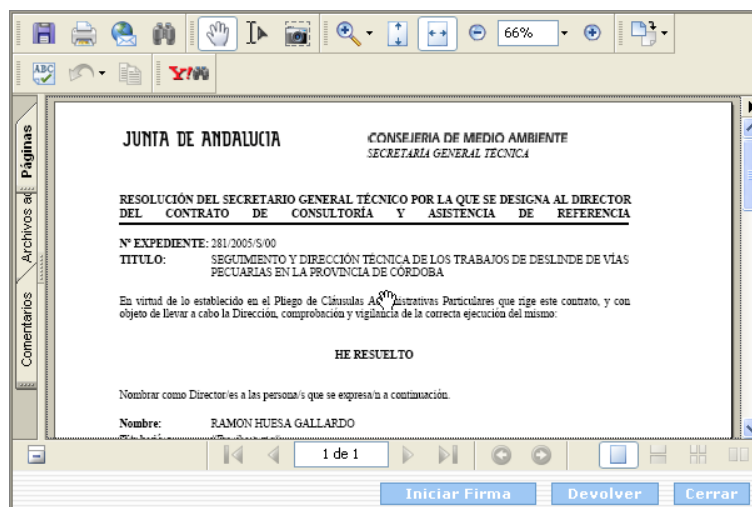 66%
ABC
Y!
JUNTA DE ANDALUCIA
CONSEJERIA DE MEDIO AMBIENTE
SECRETARÍA GENERAL TÉCNICA
RESOLUCIÓN DEL SECRETARIO GENERAL TÉCNICO POR LA QUE SE DESIGNA AL DIRECTOR
DEL CONTRATO DE CONSULTORÍA Y ASISTENCIA DE REFERENCIA
Nº EXPEDIENTE: 281/2005/S/00
TITULO: SEGUIMIENTO Y DIRECCIÓN TÉCNICA DE LOS TRABAJOS DE DESLINDE DE VÍAS
PECUARIAS EN LA PROVINCIA DE CÓRDOBA
En virtud de lo establecido en el Pliego de Cláusulas Administrativas Particulares que rige este contrato, y con
objeto de llevar a cabo la Dirección, comprobación y vigilancia de la correcta ejecución del mismo:
HE RESUELTO
Nombrar como Director/es a las persona/s que se expresa/n a continuación.
Nombre: RAMON HUESA GALLARDO
Páginas
Archivos ad
Comentarios
1 de 1
Iniciar Firma
Devolver
Cerrar